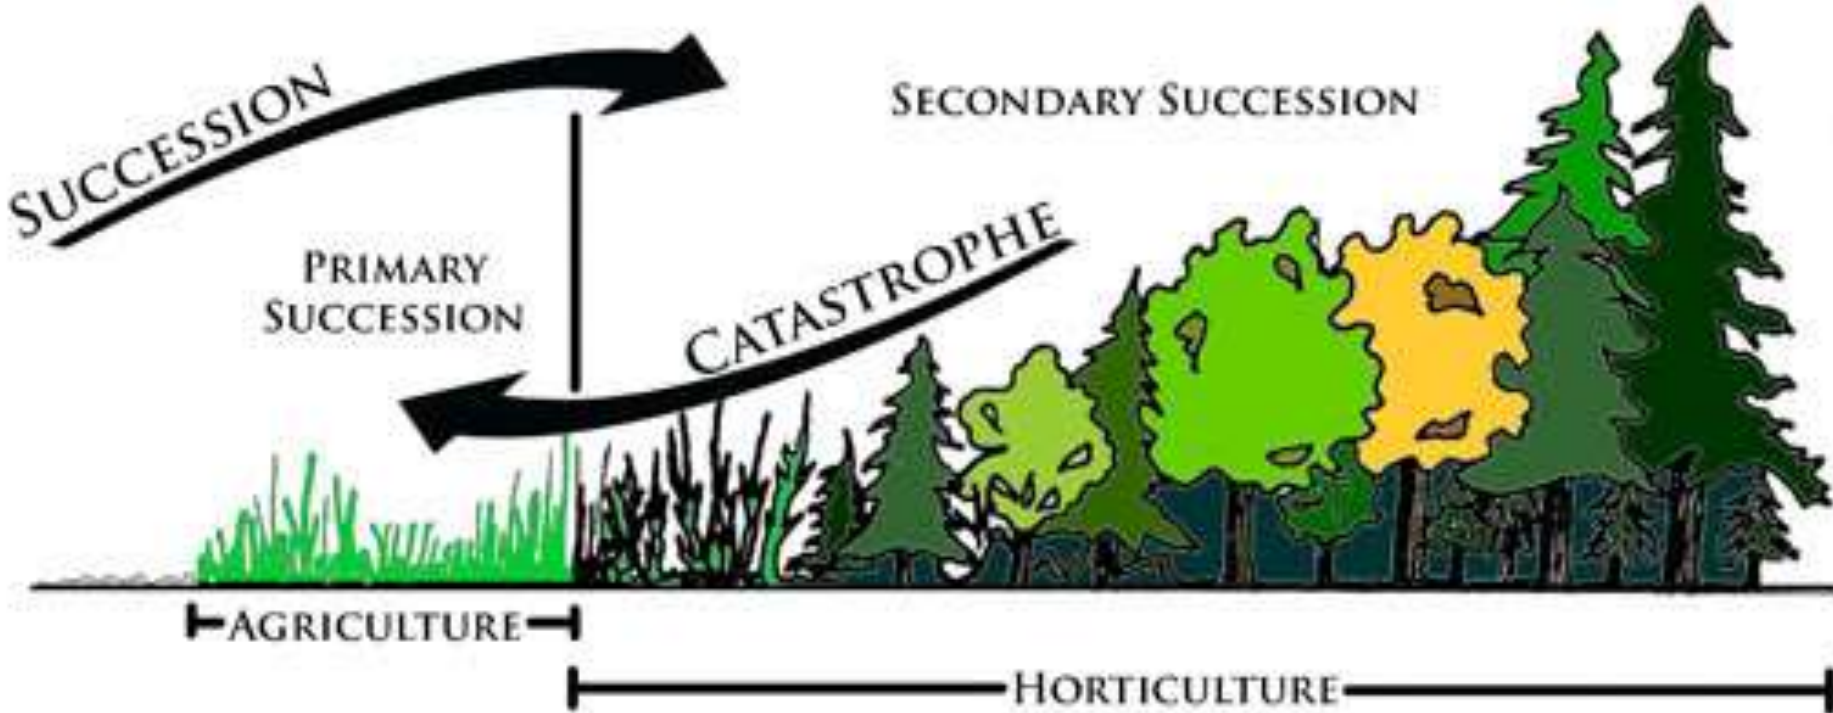 SUCCESSION
SECONDARY SUCCESSION
PRIMARY
SUCCESSION
CATASTROPHE
AGRICULTURE
HORTICULTURE